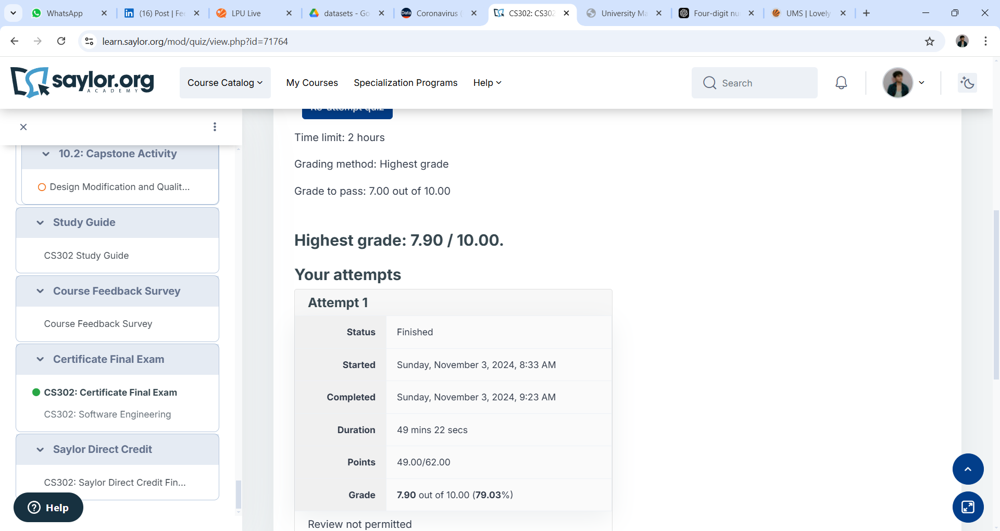 WhatsApp
(16) Post | Fe
LPU Live
datasets - Go
Coronavirus (
CS302: CS302
University Ma
Four-digit nu
UMS | Lovely
learn.saylor.org/mod/quiz/view.php?id=71764
saylor.org
ACADEMY
Course Catalog
My Courses
Specialization Programs
Help
Search
Re-attempt quiz
Time limit: 2 hours
Grading method: Highest grade
Grade to pass: 7.00 out of 10.00
Highest grade: 7.90 / 10.00.
Your attempts
Attempt 1
Status Finished
Started Sunday, November 3, 2024, 8:33 AM
Completed Sunday, November 3, 2024, 9:23 AM
Duration 49 mins 22 secs
Points 49.00/62.00
Grade 7.90 out of 10.00 (79.03%)
Review not permitted
10.2: Capstone Activity
Design Modification and Qualit...
Study Guide
CS302 Study Guide
Course Feedback Survey
Course Feedback Survey
Certificate Final Exam
CS302: Certificate Final Exam
CS302: Software Engineering
Saylor Direct Credit
CS302: Saylor Direct Credit Fin...
Help